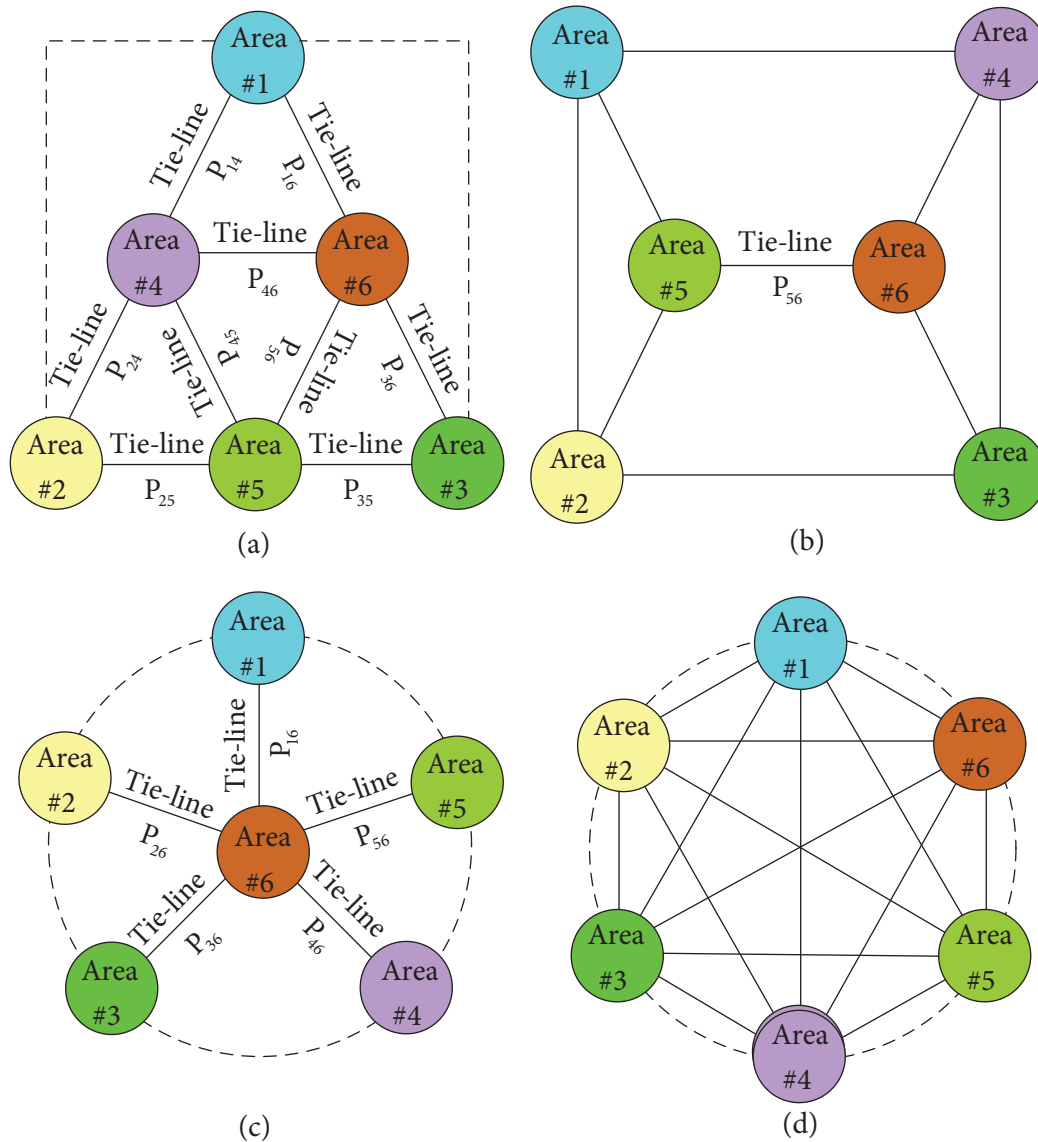 Area
#1
Tie-line
P14
Tie-line
P16
Area
#4
Tie-line
P46
Area
#6
Tie-line
P24
Tie-line
P45
Tie-line
P56
Tie-line
P36
Area
#2
Tie-line
P25
Area
#5
Tie-line
P35
Area
#3
(a)
Area
#1
Area
#4
Area
#5
Tie-line
P56
Area
#6
Area
#2
Area
#3
(b)
Area
#1
Tie-line
P16
Area
#2
Tie-line
P26
Tie-line
P56
Area
#5
Area
#6
Tie-line
P36
Tie-line
P46
Area
#3
Area
#4
(c)
Area
#1
Area
#2
Area
#6
Area
#3
Area
#5
Area
#4
(d)